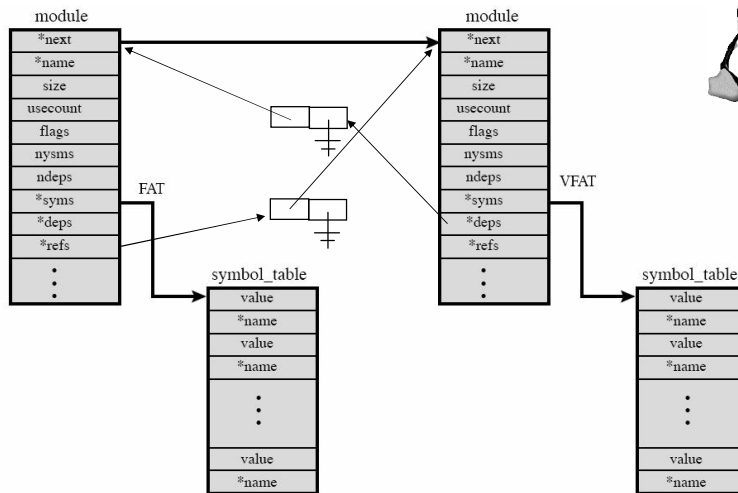 module
*next
*name
size
usecount
flags
nysms
ndeps
*syms
*deps
*refs
FAT
symbol_table
value
*name
value
*name
value
*name
module
*next
*name
size
usecount
flags
nysms
ndeps
*syms
*deps
*refs
VFAT
symbol_table
value
*name
value
*name
value
*name